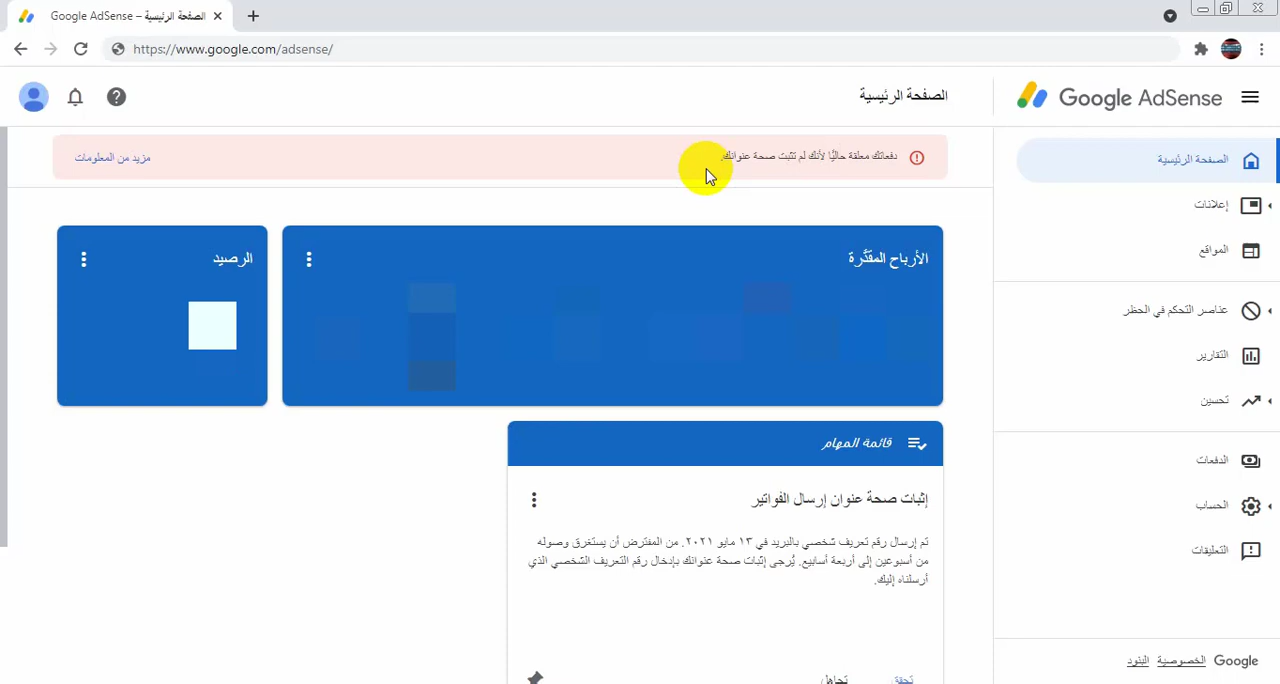 الصفحة الرئيسية – Google AdSense
https://www.google.com/adsense/
Google AdSense
الصفحة الرئيسية
دفعاتك معلقة حاليًا لأنك لم تثبت صحة عنوانك.
مزيد من المعلومات
الصفحة الرئيسية
إعلانات
المواقع
عناصر التحكم في الحظر
التقارير
تحسين
الدفعات
الحساب
التعليقات
Google الخصوصية البنود
الأرباح المقدَّرة
الرصيد
قائمة المهام
إثبات صحة عنوان إرسال الفواتير
تم إرسال رقم تعريف شخصي بالبريد في ١٣ مايو ٢٠٢١. من المفترض أن يستغرق وصوله
من أسبوعين إلى أربعة أسابيع. يُرجى إثبات صحة عنوانك بإدخال رقم التعريف الشخصي الذي
أرسلناه إليك.
تحقق تجاهل